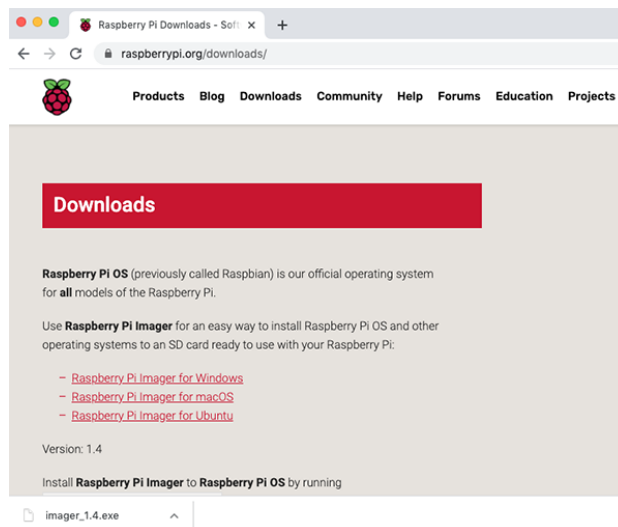 Raspberry Pi Downloads - Sof
raspberrypi.org/downloads/
Products Blog Downloads Community Help Forums Education Projects
Downloads
Raspberry Pi OS (previously called Raspbian) is our official operating system
for all models of the Raspberry Pi.
Use Raspberry Pi Imager for an easy way to install Raspberry Pi OS and other
operating systems to an SD card ready to use with your Raspberry Pi:
– Raspberry Pi Imager for Windows
– Raspberry Pi Imager for macOS
– Raspberry Pi Imager for Ubuntu
Version: 1.4
Install Raspberry Pi Imager to Raspberry Pi OS by running
imager_1.4.exe